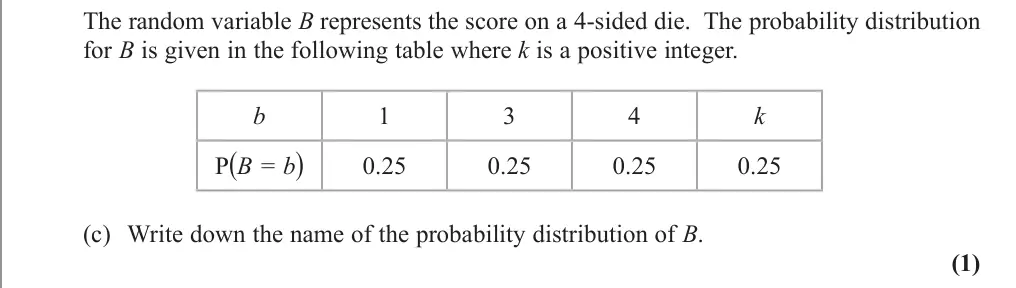 The random variable B represents the score on a 4-sided die. The probability distribution
for B is given in the following table where k is a positive integer.
b 1 3 4 k
P(B = b) 0.25 0.25 0.25 0.25
(c) Write down the name of the probability distribution of B.
(1)